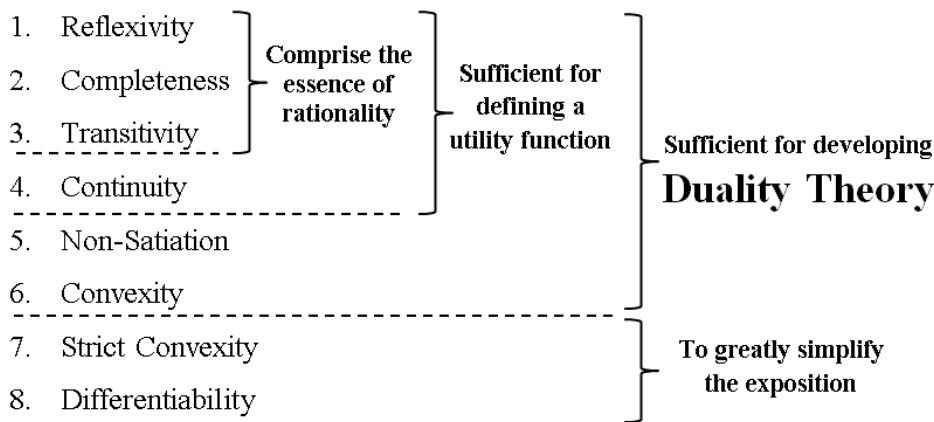 1. Reflexivity
2. Completeness
3. Transitivity
4. Continuity
5. Non-Satiation
6. Convexity
7. Strict Convexity
8. Differentiability
Comprise the
essence of
rationality
Sufficient for
defining a
utility function
Sufficient for developing
Duality Theory
To greatly simplify
the exposition